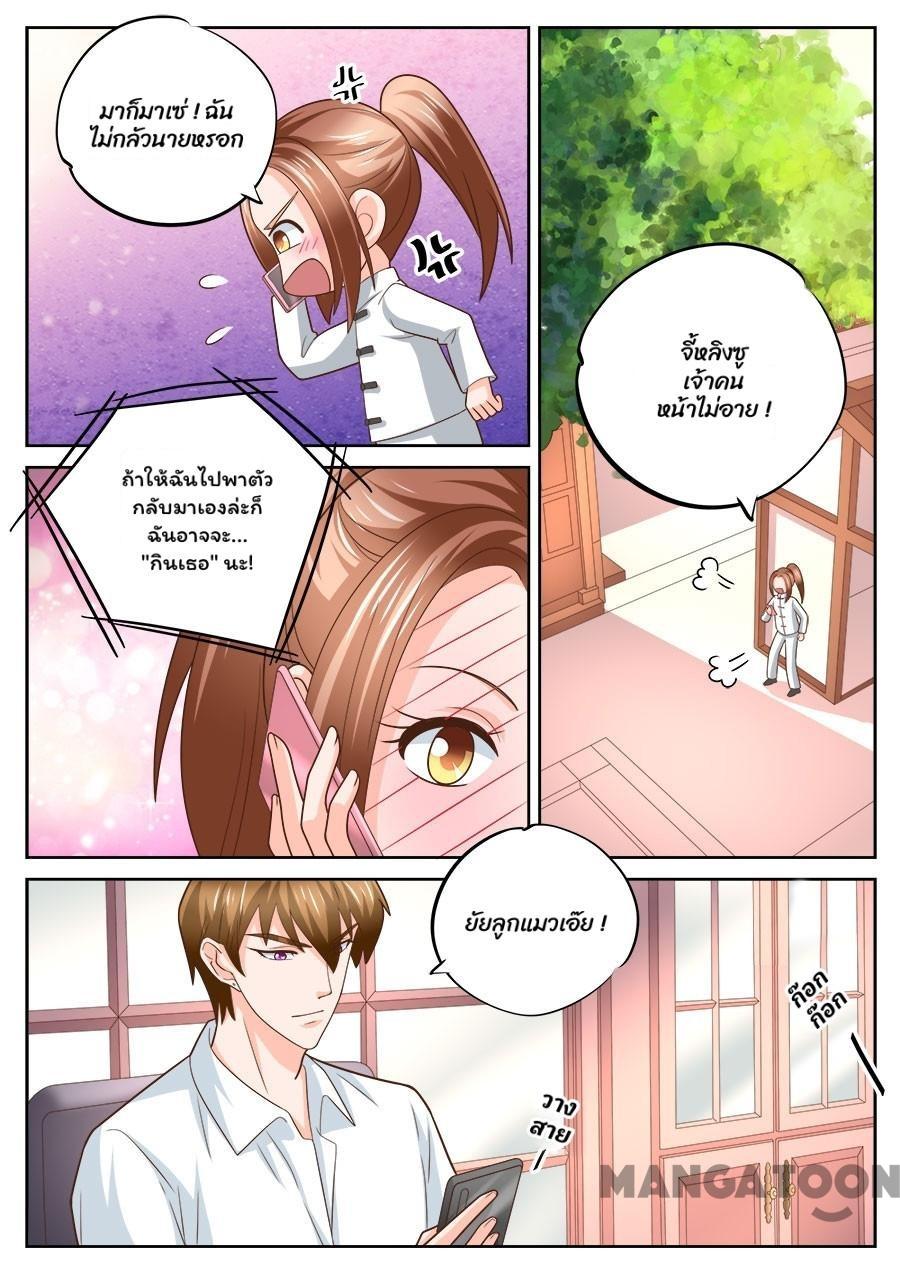 มาก็มาเซ่ ! ฉัน
ไม่กลัวนายหรอก
ถ้าให้ฉันไปพาตัว
กลับมาเองล่ะก็
ฉันอาจจะ...
"กินเธอ" นะ!
จี้หลิงซู
เจ้าคน
หน้าไม่อาย !
ยัยลูกแมวเอ๊ย !
วาง
สาย
ก๊อก
ก๊อก
MANGATOON